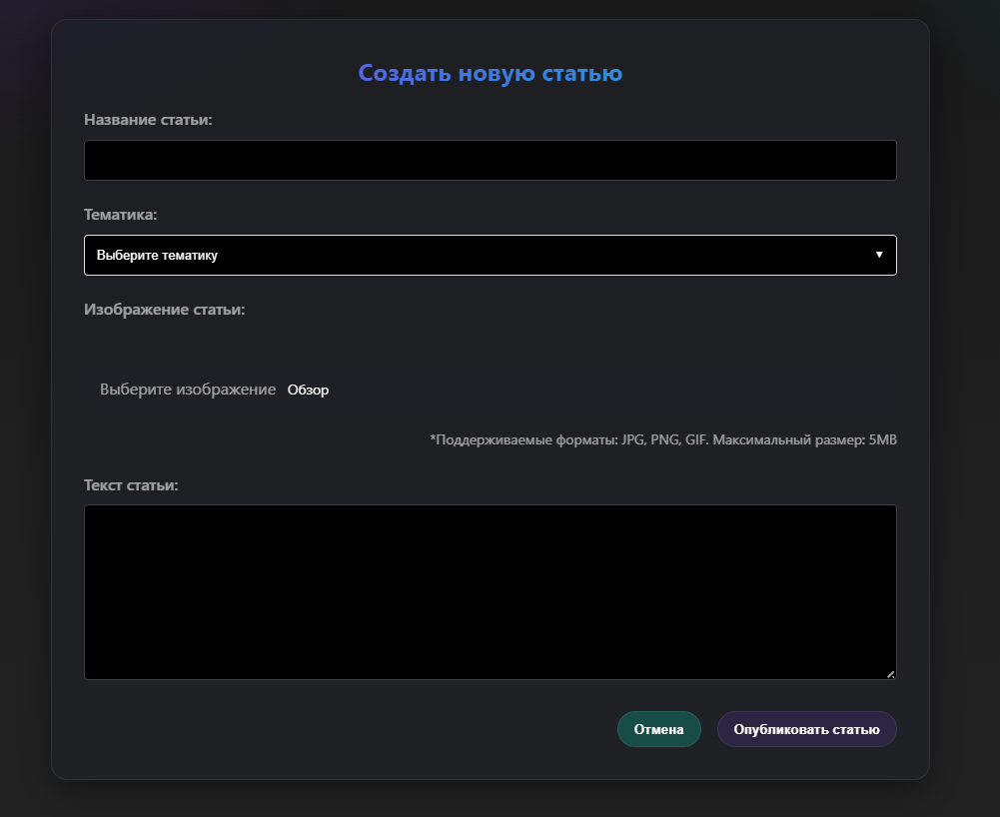 Создать новую статью
Название статьи:
Тематика:
Выберите тематику ▼
Изображение статьи:
Выберите изображение Обзор
*Поддерживаемые форматы: JPG, PNG, GIF. Максимальный размер: 5MB
Текст статьи:
Отмена Опубликовать статью